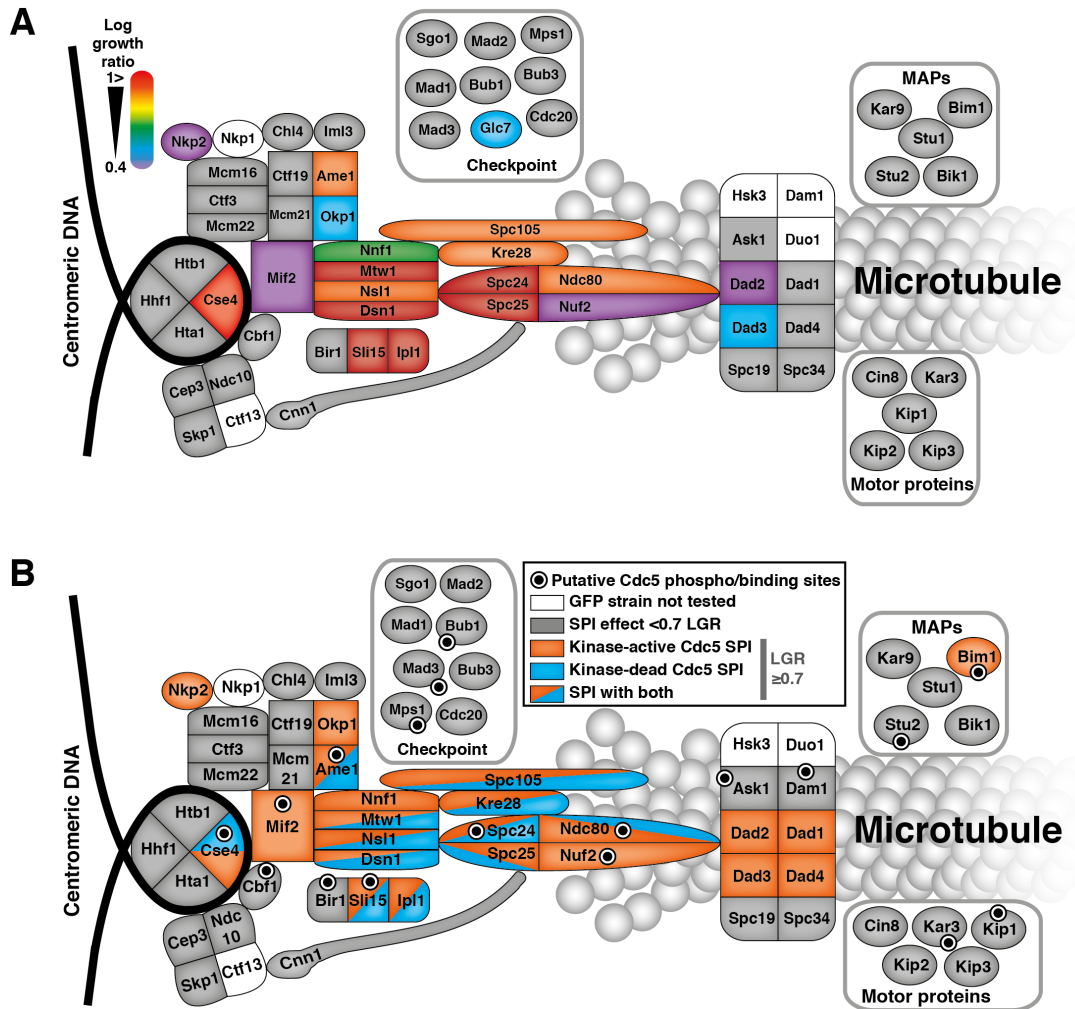 A
Log
growth
ratio
1>
0.4
Centromeric DNA
Nkp2
Nkp1
Chl4
Iml3
Mcm16
Ctf3
Mcm22
Ctf19
Ame1
Mcm21
Okp1
Htb1
Hhf1
Cse4
Hta1
Mif2
Cbf1
Nnf1
Mtw1
Nsl1
Dsn1
Bir1
Sli15
Ipl1
Cep3
Ndc10
Skp1
Ctf13
Cnn1
Sgo1
Mad2
Mps1
Mad1
Bub1
Bub3
Mad3
Glc7
Cdc20
Checkpoint
Spc105
Kre28
Spc24
Spc25
Ndc80
Nuf2
Hsk3
Dam1
Ask1
Duo1
Dad2
Dad1
Dad3
Dad4
Spc19
Spc34
MAPs
Kar9
Bim1
Stu1
Stu2
Bik1
Microtubule
Cin8
Kar3
Kip1
Kip2
Kip3
Motor proteins
B
Centromeric DNA
Nkp2
Nkp1
Chl4
Iml3
Mcm16
Ctf3
Mcm22
Ctf19
Okp1
Mcm
21
Ame1
Htb1
Hhf1
Cse4
Hta1
Mif2
Cbf1
Nnf1
Mtw1
Nsl1
Dsn1
Bir1
Sli15
Ipl1
Cep3
Ndc
10
Skp1
Ctf13
Cnn1
Sgo1
Mad2
Mad1
Bub1
Mad3
Bub3
Mps1
Cdc20
Checkpoint
Putative Cdc5 phospho/binding sites
GFP strain not tested
SPI effect <0.7 LGR
Kinase-active Cdc5 SPI
Kinase-dead Cdc5 SPI
SPI with both
LGR
≥0.7
Spc105
Kre28
Spc24
Spc25
Ndc80
Nuf2
Hsk3
Duo1
Ask1
Dam1
Dad2
Dad1
Dad3
Dad4
Spc19
Spc34
MAPs
Kar9
Bim1
Stu1
Stu2
Bik1
Microtubule
Cin8
Kar3
Kip1
Kip2
Kip3
Motor proteins